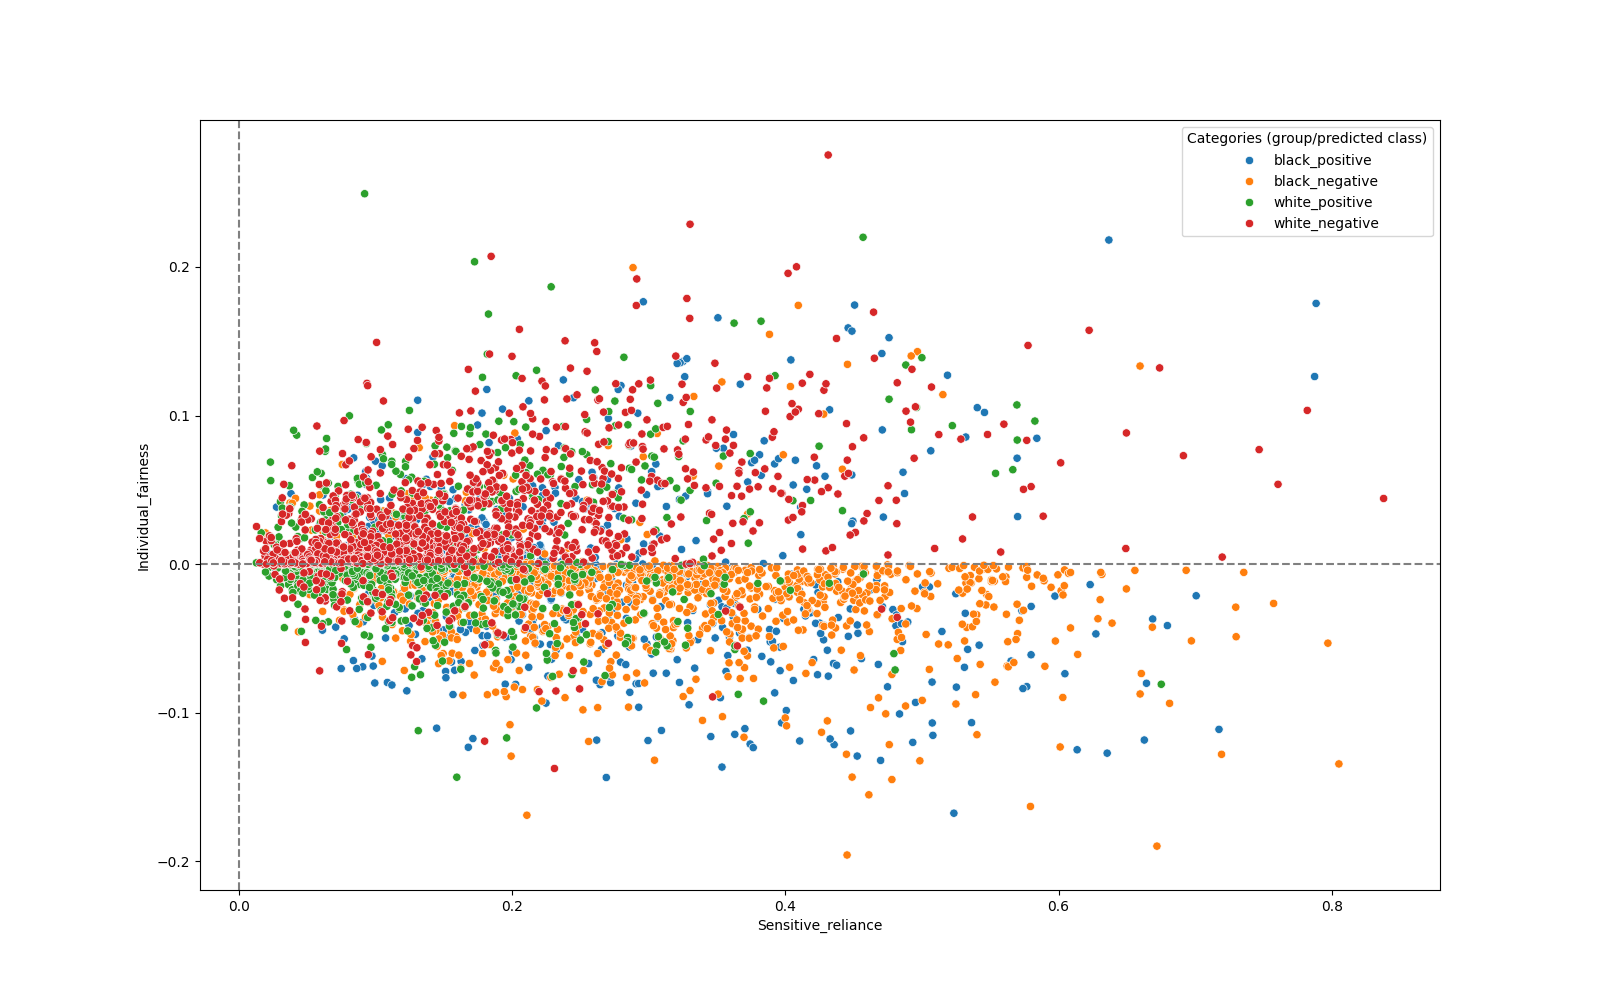 Categories (group/predicted class)
black_positive
black_negative
white_positive
white_negative
Individual_fairness
0.2
0.1
0.0
−0.1
−0.2
0.0 0.2 0.4 0.6 0.8
Sensitive_reliance